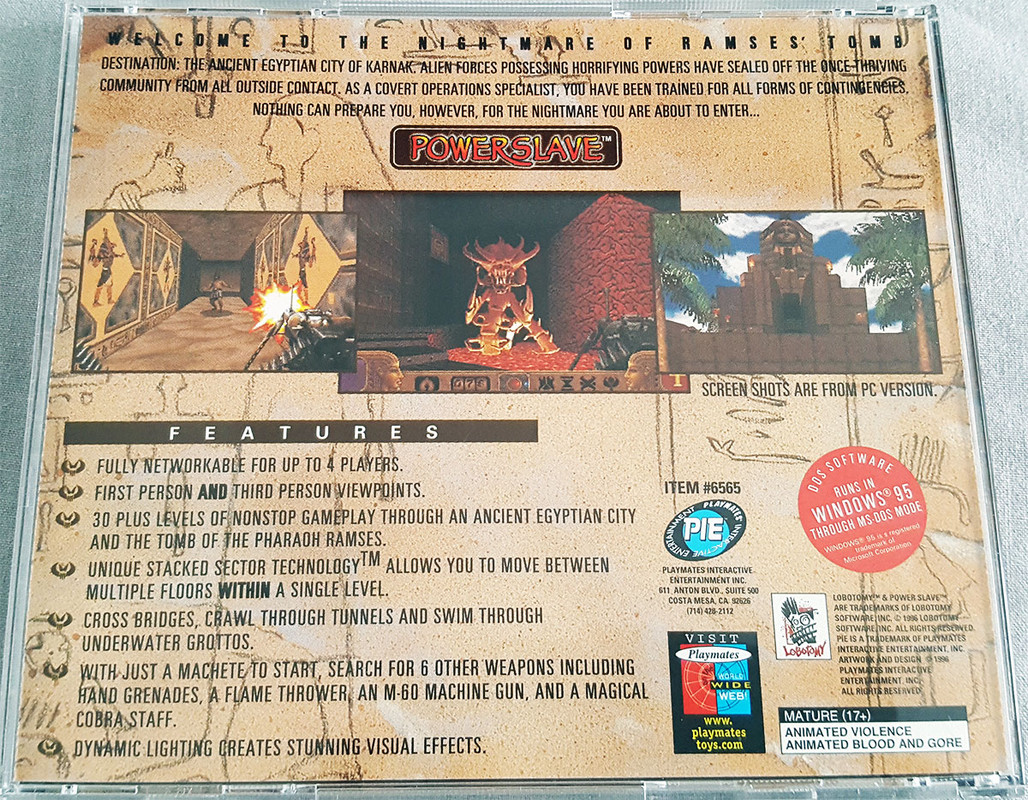 WELCOME TO THE NIGHTMARE OF RAMSES' TOMB
DESTINATION: THE ANCIENT EGYPTIAN CITY OF KARNAK. ALIEN FORCES POSSESSING HORRIFYING POWERS HAVE SEALED OFF THE ONCE-THRIVING
COMMUNITY FROM ALL OUTSIDE CONTACT. AS A COVERT OPERATIONS SPECIALIST, YOU HAVE BEEN TRAINED FOR ALL FORMS OF CONTINGENCIES.
NOTHING CAN PREPARE YOU, HOWEVER, FOR THE NIGHTMARE YOU ARE ABOUT TO ENTER...
POWERSLAVE™
SCREEN SHOTS ARE FROM PC VERSION.
FEATURES
FULLY NETWORKABLE FOR UP TO 4 PLAYERS.
FIRST PERSON AND THIRD PERSON VIEWPOINTS.
30 PLUS LEVELS OF NONSTOP GAMEPLAY THROUGH AN ANCIENT EGYPTIAN CITY
AND THE TOMB OF THE PHARAOH RAMSES.
UNIQUE STACKED SECTOR TECHNOLOGY™ ALLOWS YOU TO MOVE BETWEEN
MULTIPLE FLOORS WITHIN A SINGLE LEVEL.
CROSS BRIDGES, CRAWL THROUGH TUNNELS AND SWIM THROUGH
UNDERWATER GROTTOS.
WITH JUST A MACHETE TO START, SEARCH FOR 6 OTHER WEAPONS INCLUDING
HAND GRENADES, A FLAME THROWER, AN M-60 MACHINE GUN, AND A MAGICAL
COBRA STAFF.
DYNAMIC LIGHTING CREATES STUNNING VISUAL EFFECTS.
ITEM #6565
PLAYMATES INTERACTIVE ENTERTAINMENT
PIE
PLAYMATES INTERACTIVE
ENTERTAINMENT INC.
611 ANTON BLVD., SUITE 500
COSTA MESA, CA. 92626
(714) 428-2112
DOS SOFTWARE
RUNS IN
WINDOWS® 95
THROUGH MS-DOS MODE
WINDOWS® 95 is a registered
trademark of
Microsoft Corporation
VISIT
Playmates
WORLD
WIDE
WEB!
www.
playmates
toys.com
LOBOTOMY
LOBOTOMY™ & POWER SLAVE™
ARE TRADEMARKS OF LOBOTOMY
SOFTWARE, INC. © 1996 LOBOTOMY
SOFTWARE, INC. ALL RIGHTS RESERVED.
PIE IS A TRADEMARK OF PLAYMATES
INTERACTIVE ENTERTAINMENT, INC.
ARTWORK AND DESIGN © 1996
PLAYMATES INTERACTIVE
ENTERTAINMENT, INC.
ALL RIGHTS RESERVED
MATURE (17+)
ANIMATED VIOLENCE
ANIMATED BLOOD AND GORE